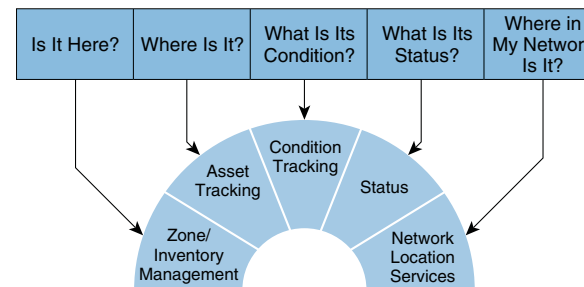 Is It Here?
Where Is It?
What Is Its
Condition?
What Is Its
Status?
Where in
My Network
Is It?
Zone/
Inventory
Management
Asset
Tracking
Condition
Tracking
Status
Network
Location
Services